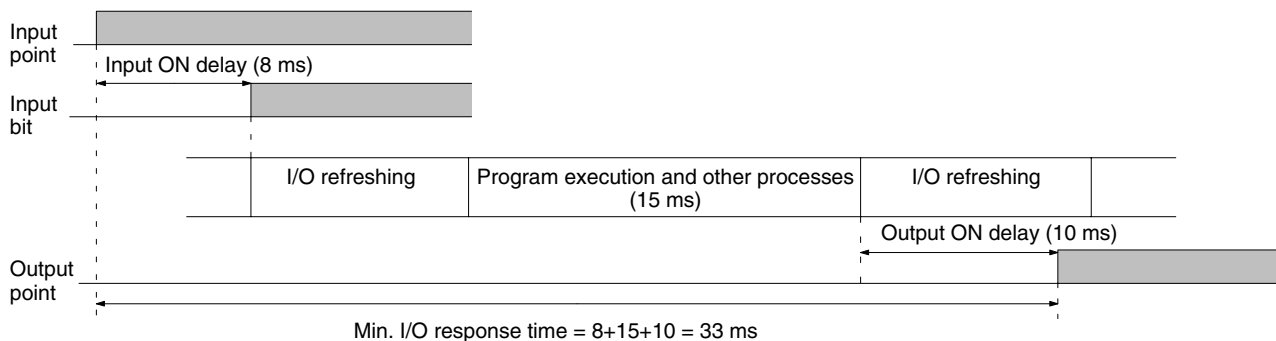 Input
point
Input ON delay (8 ms)
Input
bit
I/O refreshing
Program execution and other processes
(15 ms)
I/O refreshing
Output ON delay (10 ms)
Output
point
Min. I/O response time = 8+15+10 = 33 ms